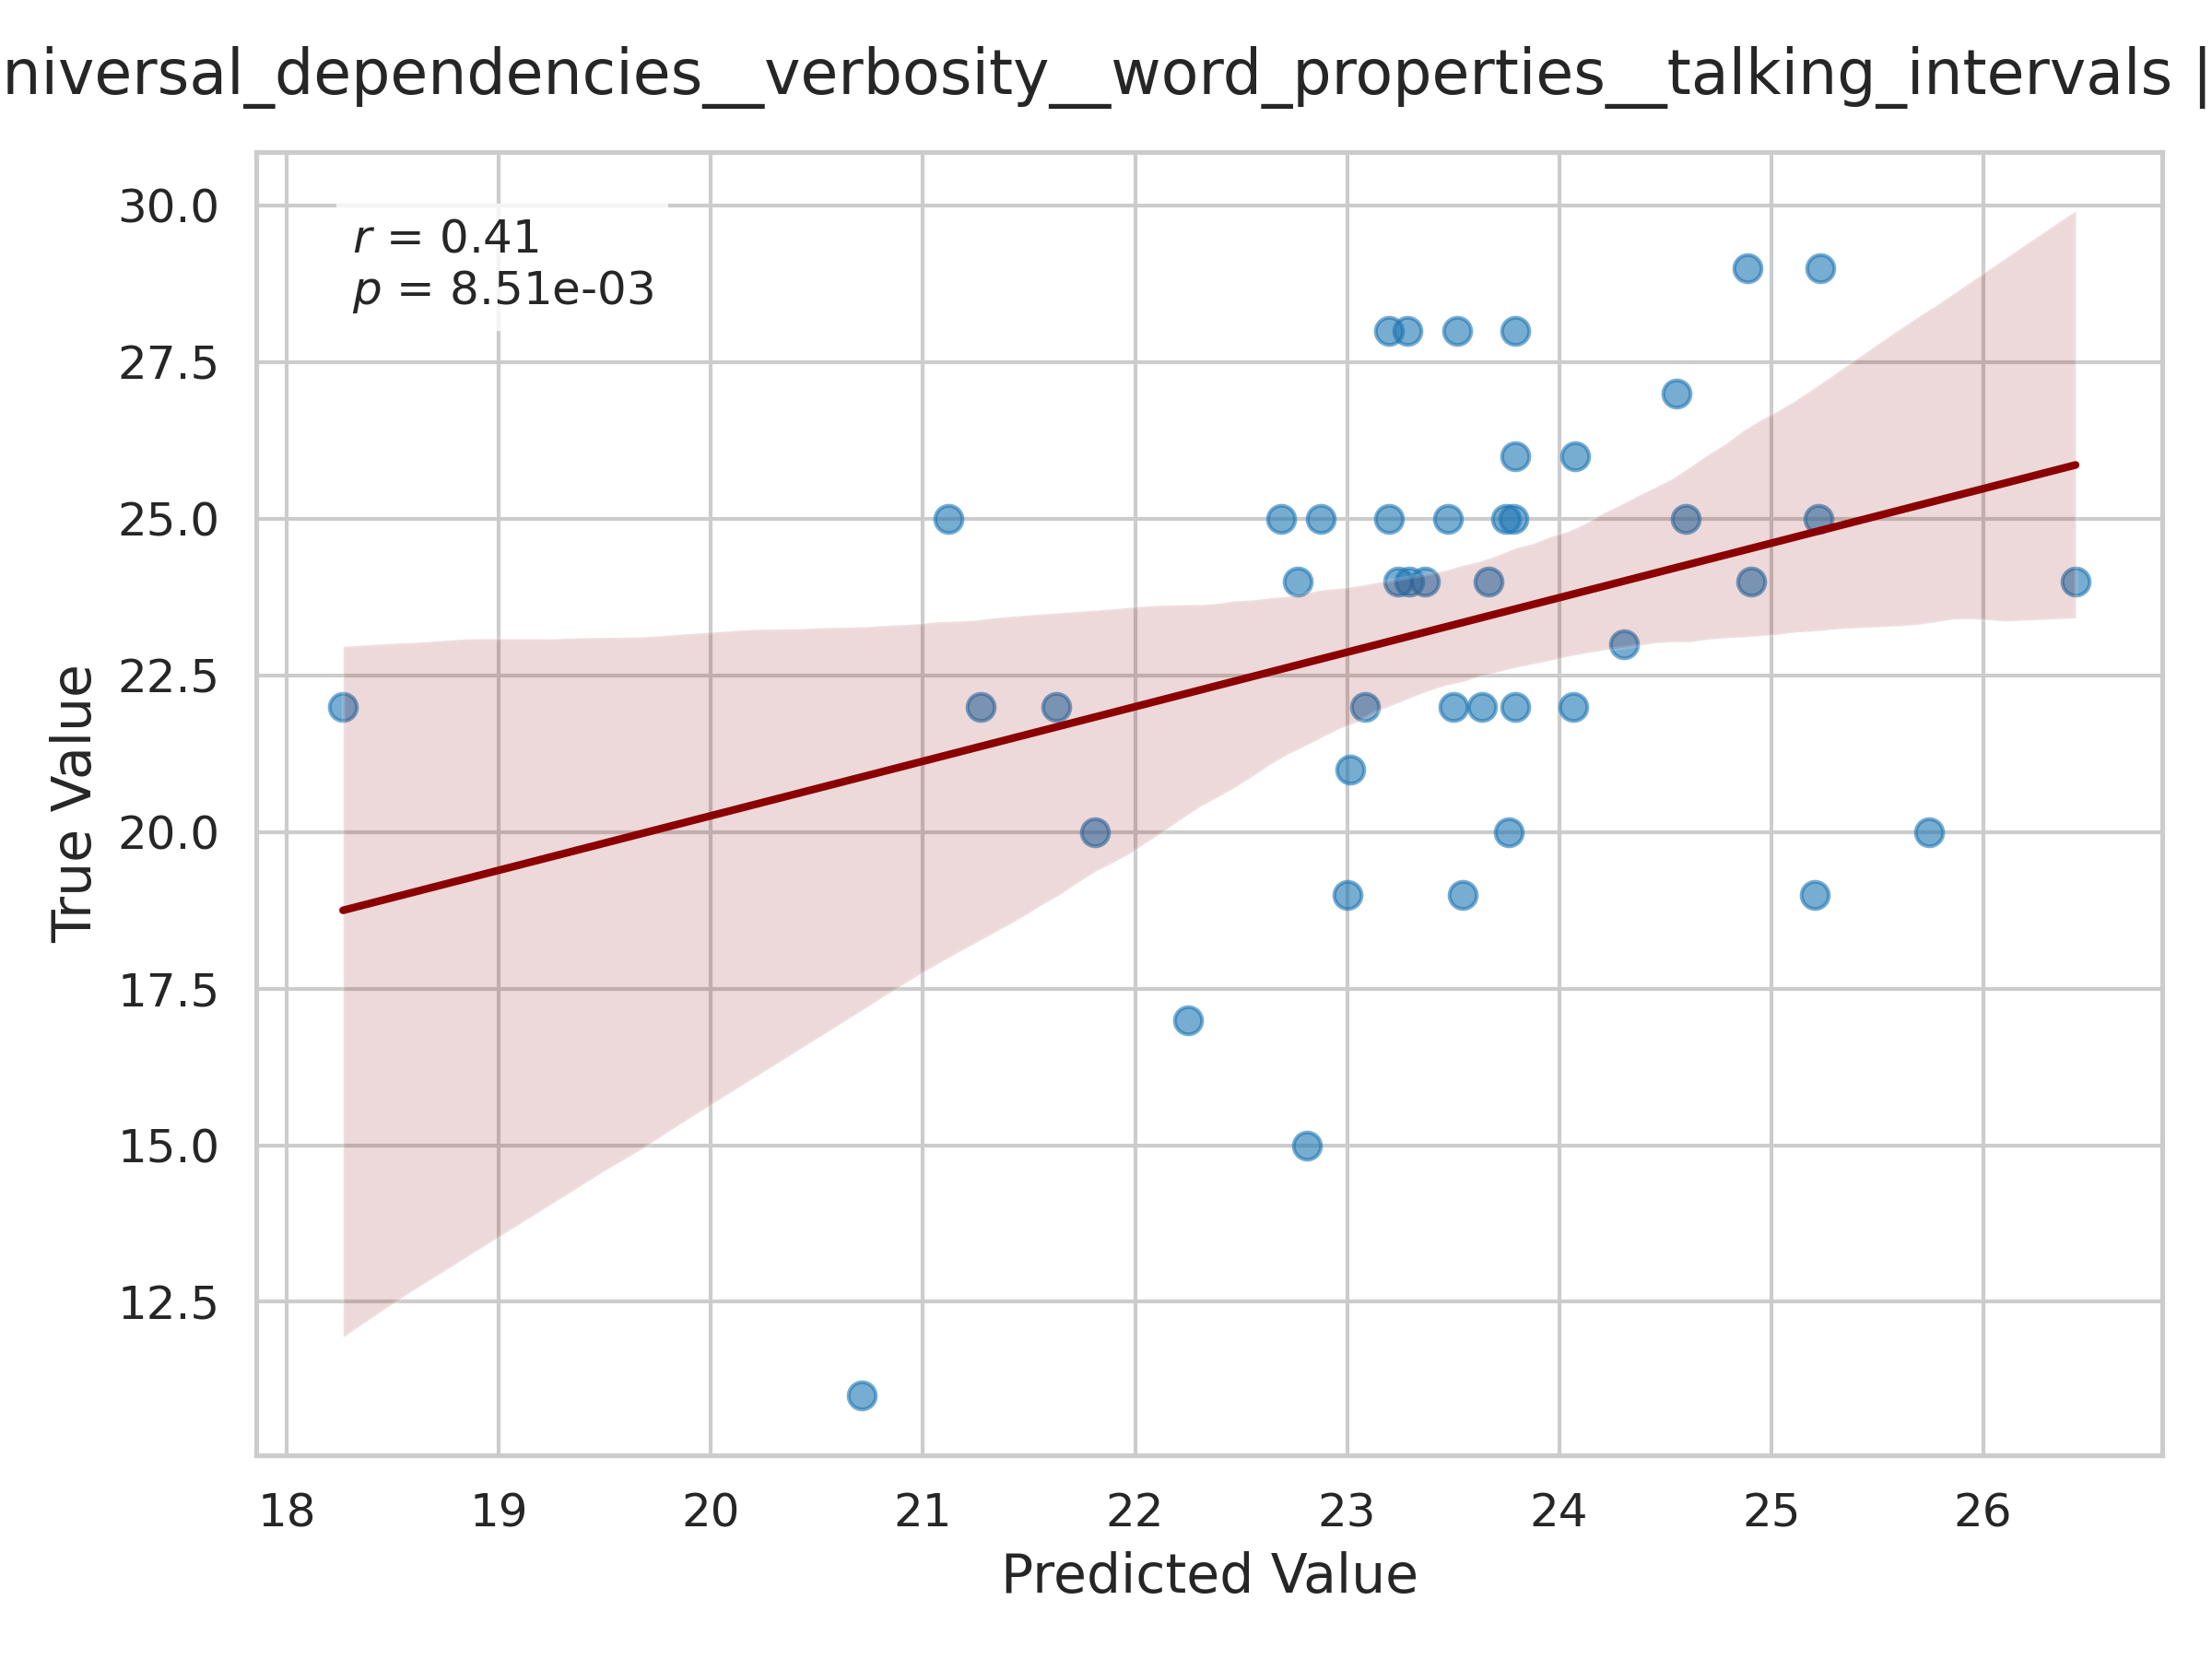 niversal_dependencies__verbosity__word_properties__talking_intervals |
r = 0.41
p = 8.51e-03
30.0
27.5
25.0
22.5
20.0
17.5
15.0
12.5
True Value
18 19 20 21 22 23 24 25 26
Predicted Value